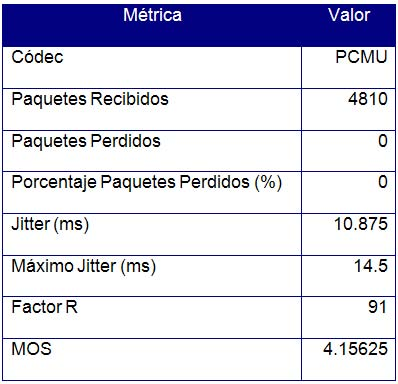 Métrica Valor
Códec PCMU
Paquetes Recibidos 4810
Paquetes Perdidos 0
Porcentaje Paquetes Perdidos (%) 0
Jitter (ms) 10.875
Máximo Jitter (ms) 14.5
Factor R 91
MOS 4.15625